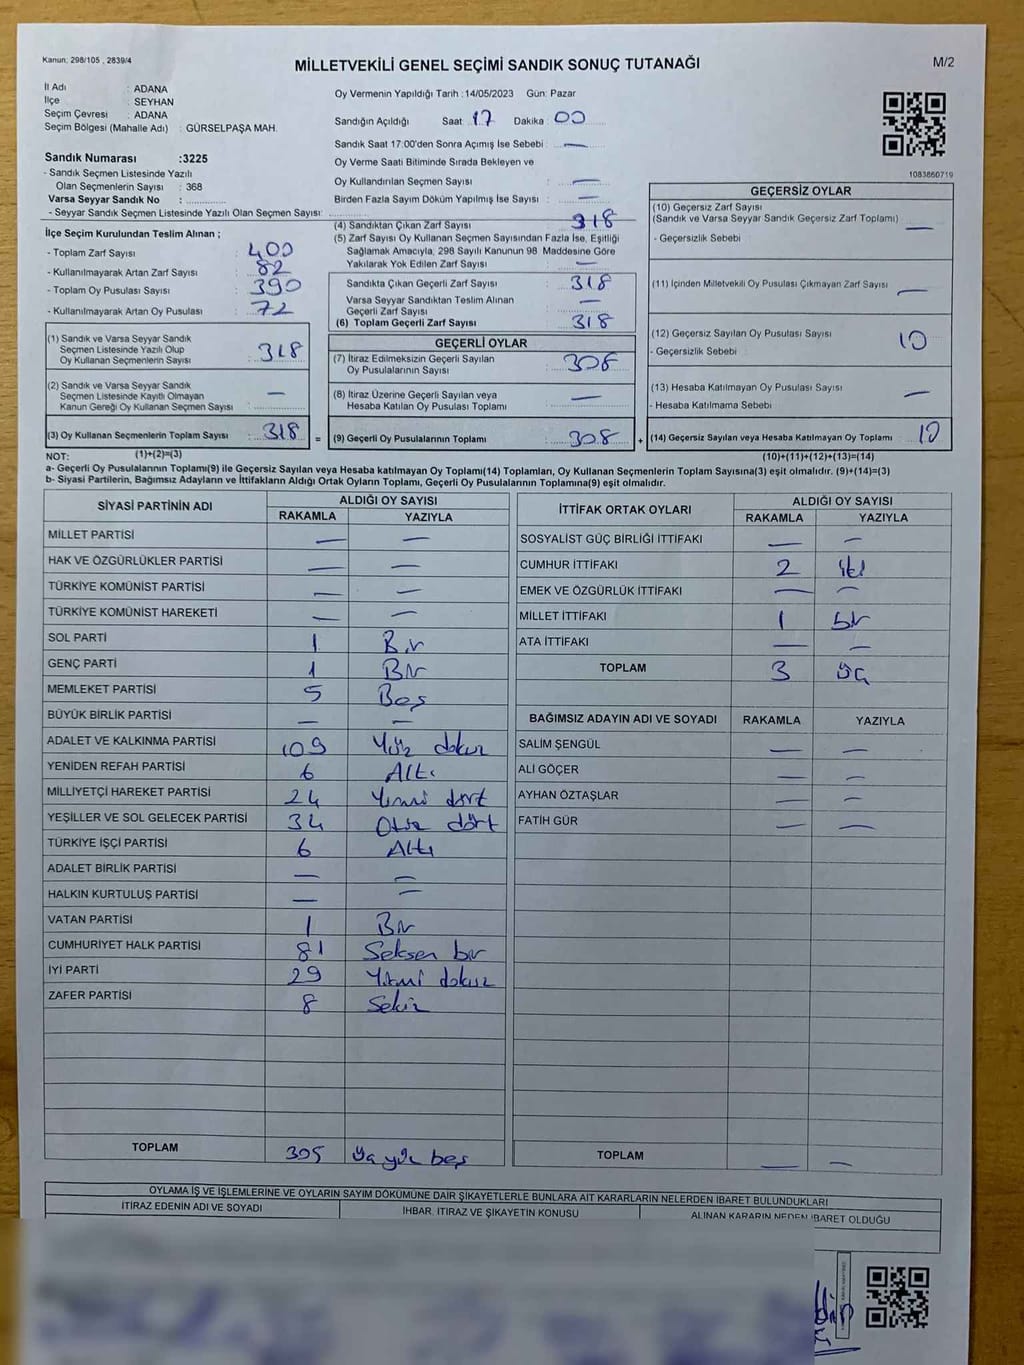 Kanun; 298/105 , 2839/4
MİLLETVEKİLİ GENEL SEÇİMİ SANDIK SONUÇ TUTANAĞI
M/2
İl Adı : ADANA
İlçe : SEYHAN
Seçim Çevresi : ADANA
Seçim Bölgesi (Mahalle Adı) : GÜRSELPAŞA MAH.
Sandık Numarası :3225
- Sandık Seçmen Listesinde Yazılı
Olan Seçmenlerin Sayısı : 368
Varsa Seyyar Sandık No :
- Seyyar Sandık Seçmen Listesinde Yazılı Olan Seçmen Sayısı:
İlçe Seçim Kurulundan Teslim Alınan ;
- Toplam Zarf Sayısı : 400
- Kullanılmayarak Artan Zarf Sayısı : 82
- Toplam Oy Pusulası Sayısı : 390
- Kullanılmayarak Artan Oy Pusulası : 72
Oy Vermenin Yapıldığı Tarih :14/05/2023 Gün: Pazar
Sandığın Açıldığı Saat :17 Dakika :00
Sandık Saat 17:00'den Sonra Açımış İse Sebebi : —
Oy Verme Saati Bitiminde Sırada Bekleyen ve
Oy Kullandırılan Seçmen Sayısı : —
Birden Fazla Sayım Döküm Yapılmış İse Sayısı : —
(4) Sandıktan Çıkan Zarf Sayısı : 318
(5) Zarf Sayısı Oy Kullanan Seçmen Sayısından Fazla İse, Eşitliği
Sağlamak Amacıyla, 298 Sayılı Kanunun 98. Maddesine Göre
Yakılarak Yok Edilen Zarf Sayısı : —
Sandıkta Çıkan Geçerli Zarf Sayısı : 318
Varsa Seyyar Sandıktan Teslim Alınan
Geçerli Zarf Sayısı : —
(6) Toplam Geçerli Zarf Sayısı : 318
1083860719
GEÇERSİZ OYLAR
(10) Geçersiz Zarf Sayısı
(Sandık ve Varsa Seyyar Sandık Geçersiz Zarf Toplamı) —
- Geçersizlik Sebebi
(11) İçinden Milletvekili Oy Pusulası Çıkmayan Zarf Sayısı —
(12) Geçersiz Sayılan Oy Pusulası Sayısı 10
- Geçersizlik Sebebi
(13) Hesaba Katılmayan Oy Pusulası Sayısı —
- Hesaba Katılmama Sebebi
(14) Geçersiz Sayılan veya Hesaba Katılmayan Oy Toplamı : 10
(10)+(11)+(12)+(13)=(14)
(1) Sandık ve Varsa Seyyar Sandık
Seçmen Listesinde Yazılı Olup
Oy Kullanan Seçmenlerin Sayısı : 318
(2) Sandık ve Varsa Seyyar Sandık
Seçmen Listesinde Kayıtlı Olmayan
Kanun Gereği Oy Kullanan Seçmen Sayısı : —
(3) Oy Kullanan Seçmenlerin Toplam Sayısı : 318 =
(1)+(2)=(3)
GEÇERLİ OYLAR
(7) İtiraz Edilmeksizin Geçerli Sayılan
Oy Pusulalarının Sayısı : 308
(8) İtiraz Üzerine Geçerli Sayılan veya
Hesaba Katılan Oy Pusulası Toplamı : —
(9) Geçerli Oy Pusulalarının Toplamı : 308 +
NOT:
a- Geçerli Oy Pusulalarının Toplamı(9) ile Geçersiz Sayılan veya Hesaba katılmayan Oy Toplamı(14) Toplamları, Oy Kullanan Seçmenlerin Toplam Sayısına(3) eşit olmalıdır. (9)+(14)=(3)
b- Siyasi Partilerin, Bağımsız Adayların ve İttifakların Aldığı Ortak Oyların Toplamı, Geçerli Oy Pusulalarının Toplamına(9) eşit olmalıdır.
SİYASİ PARTİNİN ADI ALDIĞI OY SAYISI
RAKAMLA YAZIYLA
MİLLET PARTİSİ — —
HAK VE ÖZGÜRLÜKLER PARTİSİ — —
TÜRKİYE KOMÜNİST PARTİSİ — —
TÜRKİYE KOMÜNİST HAREKETİ — —
SOL PARTİ 1 Bir
GENÇ PARTİ 1 Bir
MEMLEKET PARTİSİ 5 Beş
BÜYÜK BİRLİK PARTİSİ — —
ADALET VE KALKINMA PARTİSİ 109 Yüz dokuz
YENİDEN REFAH PARTİSİ 6 Altı
MİLLİYETÇİ HAREKET PARTİSİ 24 Yirmi dört
YEŞİLLER VE SOL GELECEK PARTİSİ 34 Otuz dört
TÜRKİYE İŞÇİ PARTİSİ 6 Altı
ADALET BİRLİK PARTİSİ — —
HALKIN KURTULUŞ PARTİSİ — —
VATAN PARTİSİ 1 Bir
CUMHURİYET HALK PARTİSİ 81 Seksen bir
İYİ PARTİ 29 Yirmi dokuz
ZAFER PARTİSİ 8 Sekiz
TOPLAM 305 Üç yüz beş
İTTİFAK ORTAK OYLARI ALDIĞI OY SAYISI
RAKAMLA YAZIYLA
SOSYALİST GÜÇ BİRLİĞİ İTTİFAKI — —
CUMHUR İTTİFAKI 2 iki
EMEK VE ÖZGÜRLÜK İTTİFAKI — —
MİLLET İTTİFAKI 1 bir
ATA İTTİFAKI — —
TOPLAM 3 üç
BAĞIMSIZ ADAYIN ADI VE SOYADI RAKAMLA YAZIYLA
SALİM ŞENGÜL — —
ALİ GÖÇER — —
AYHAN ÖZTAŞLAR — —
FATİH GÜR — —
TOPLAM — —
OYLAMA İŞ VE İŞLEMLERİNE VE OYLARIN SAYIM DÖKÜMÜNE DAİR ŞİKAYETLERLE BUNLARA AİT KARARLARIN NELERDEN İBARET BULUNDUKLARI
İTİRAZ EDENİN ADI VE SOYADI
İHBAR, İTİRAZ VE ŞİKAYETİN KONUSU
ALINAN KARARIN NEDEN İBARET OLDUĞU